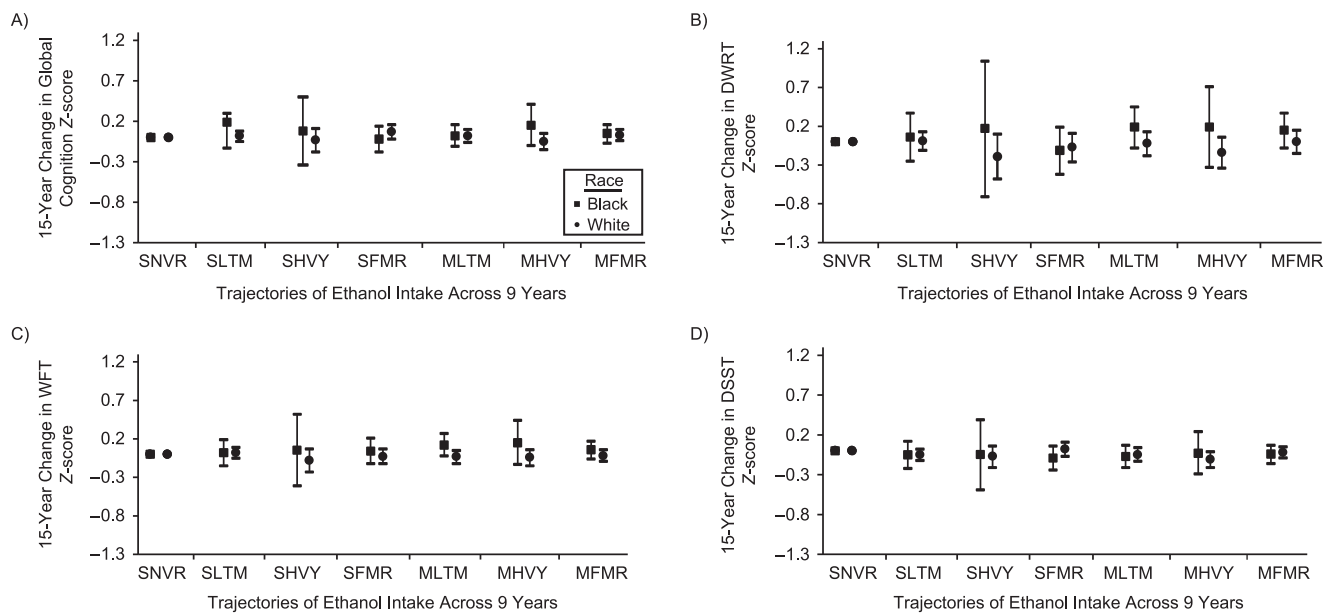 A)
15-Year Change in Global
Cognition Z-score
1.2
0.7
0.2
–0.3
–0.8
–1.3
Race
Black
White
SNVR SLTM SHVY SFMR MLTM MHVY MFMR
Trajectories of Ethanol Intake Across 9 Years
B)
15-Year Change in DWRT
Z-score
1.2
0.7
0.2
–0.3
–0.8
–1.3
SNVR SLTM SHVY SFMR MLTM MHVY MFMR
Trajectories of Ethanol Intake Across 9 Years
C)
15-Year Change in WFT
Z-score
1.2
0.7
0.2
–0.3
–0.8
–1.3
SNVR SLTM SHVY SFMR MLTM MHVY MFMR
Trajectories of Ethanol Intake Across 9 Years
D)
15-Year Change in DSST
Z-score
1.2
0.7
0.2
–0.3
–0.8
–1.3
SNVR SLTM SHVY SFMR MLTM MHVY MFMR
Trajectories of Ethanol Intake Across 9 Years